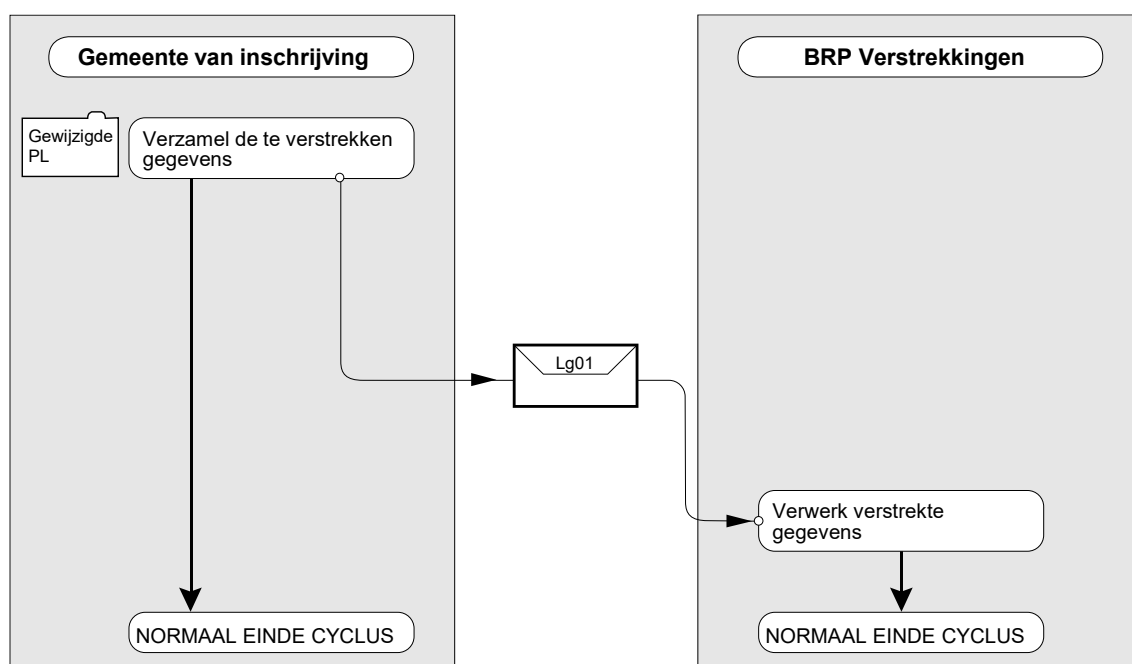 Gemeente van inschrijving
BRP Verstrekkingen
Gewijzigde
PL
Verzamel de te verstrekken
gegevens
Lg01
Verwerk verstrekte
gegevens
NORMAAL EINDE CYCLUS
NORMAAL EINDE CYCLUS